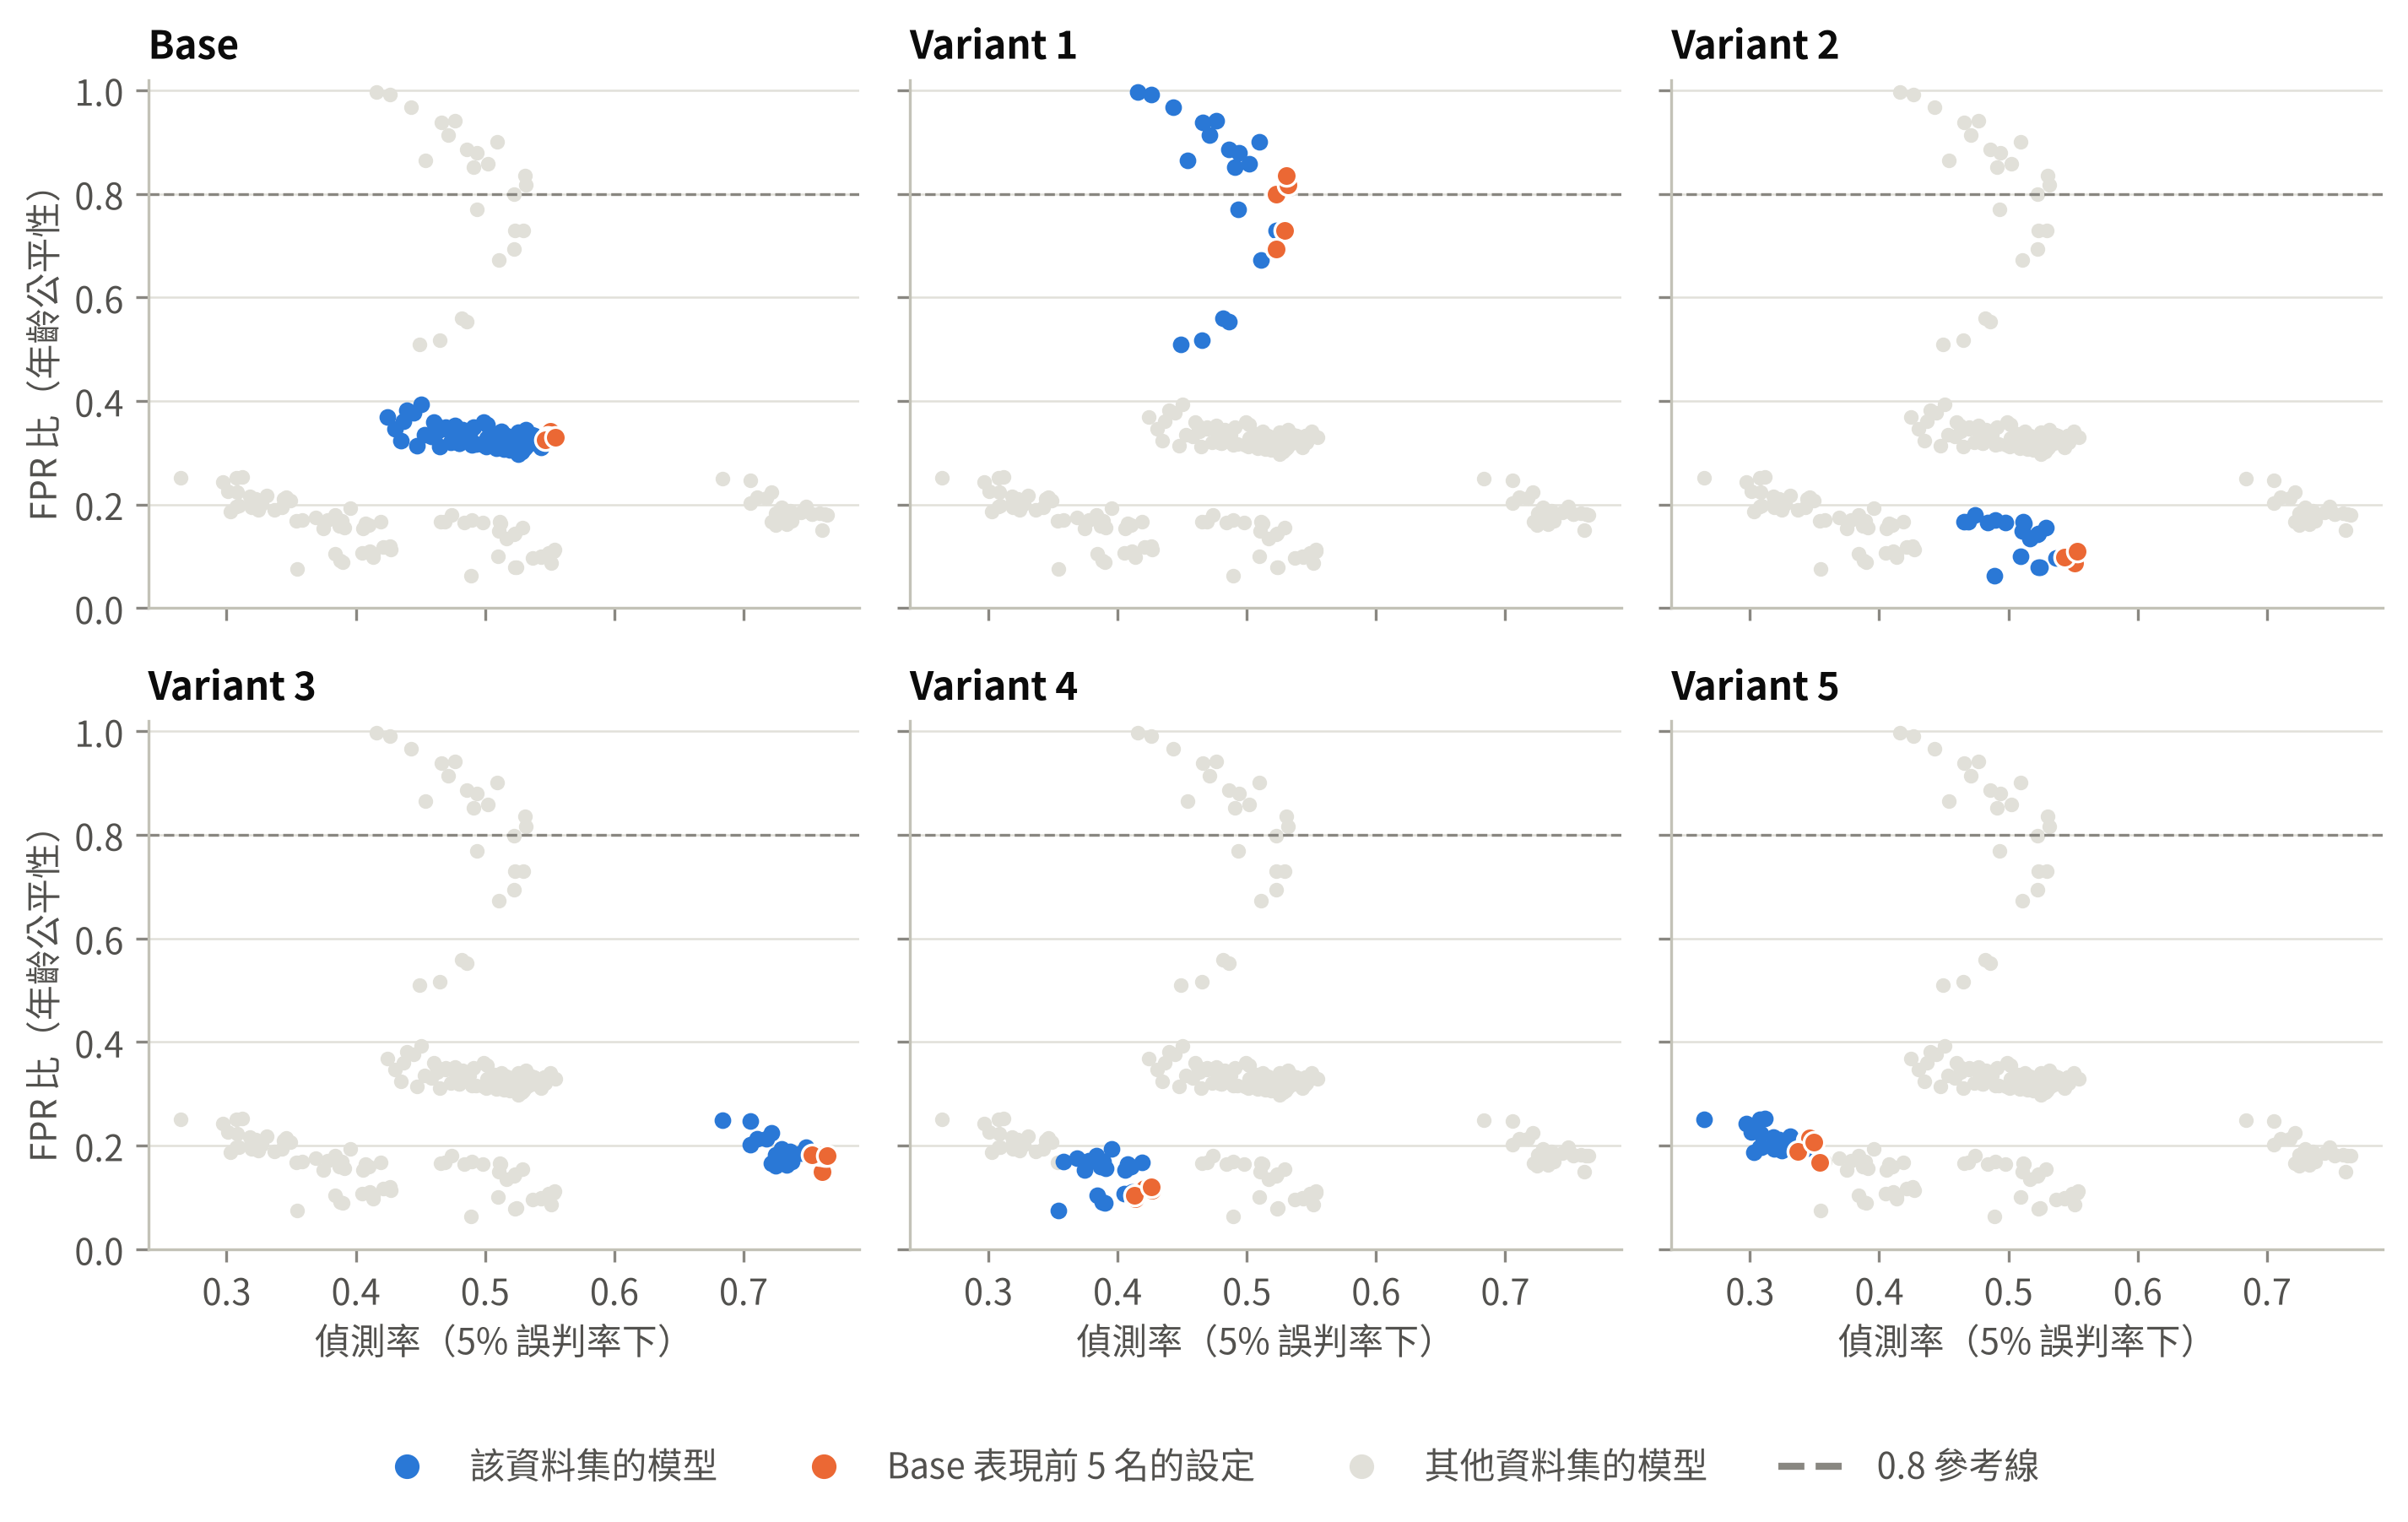 Base
Variant 1
Variant 2
1.0
0.8
0.6
0.4
0.2
0.0
FPR 比（年齡公平性）
Variant 3
Variant 4
Variant 5
1.0
0.8
0.6
0.4
0.2
0.0
FPR 比（年齡公平性）
0.3 0.4 0.5 0.6 0.7
0.3 0.4 0.5 0.6 0.7
0.3 0.4 0.5 0.6 0.7
偵測率（5% 誤判率下）
偵測率（5% 誤判率下）
偵測率（5% 誤判率下）
該資料集的模型
Base 表現前 5 名的設定
其他資料集的模型
0.8 參考線